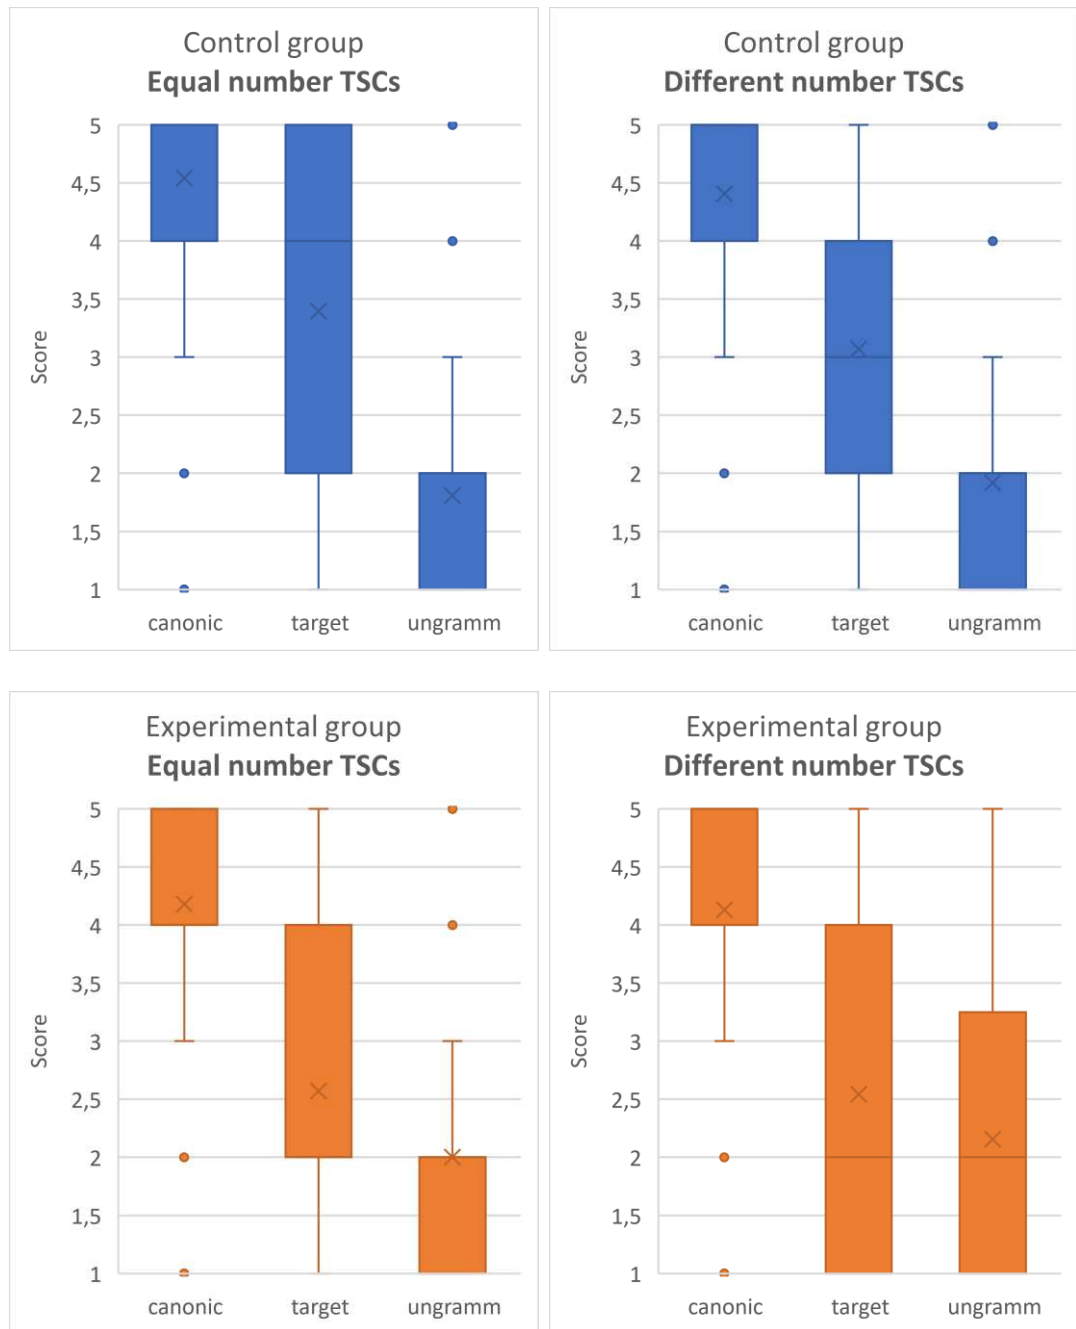 Control group
Equal number TSCs
5
4,5
4
3,5
3
2,5
2
1,5
1
Score
canonic target ungramm
Control group
Different number TSCs
5
4,5
4
3,5
3
2,5
2
1,5
1
Score
canonic target ungramm
Experimental group
Equal number TSCs
5
4,5
4
3,5
3
2,5
2
1,5
1
Score
canonic target ungramm
Experimental group
Different number TSCs
5
4,5
4
3,5
3
2,5
2
1,5
1
Score
canonic target ungramm